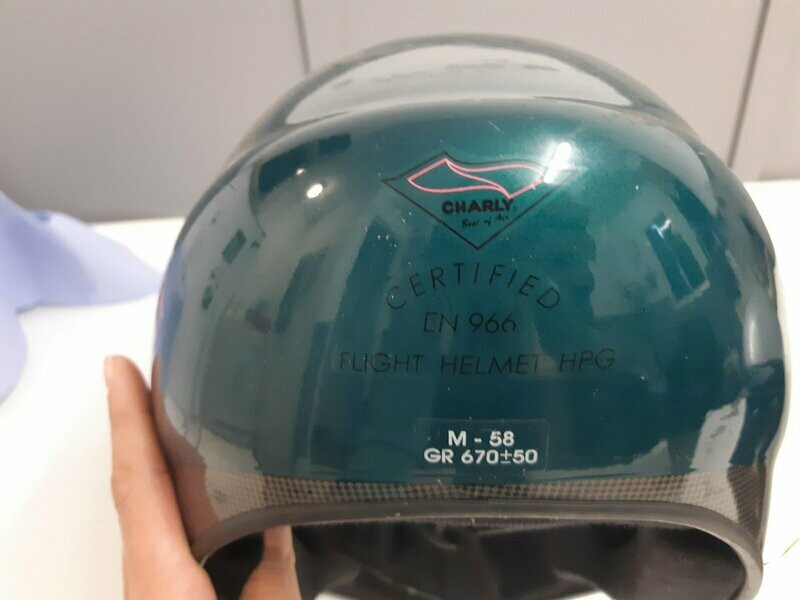 CHARLY
Best of Air
CERTIFIED
EN 966
FLIGHT HELMET HPG
M - 58
GR 670±50